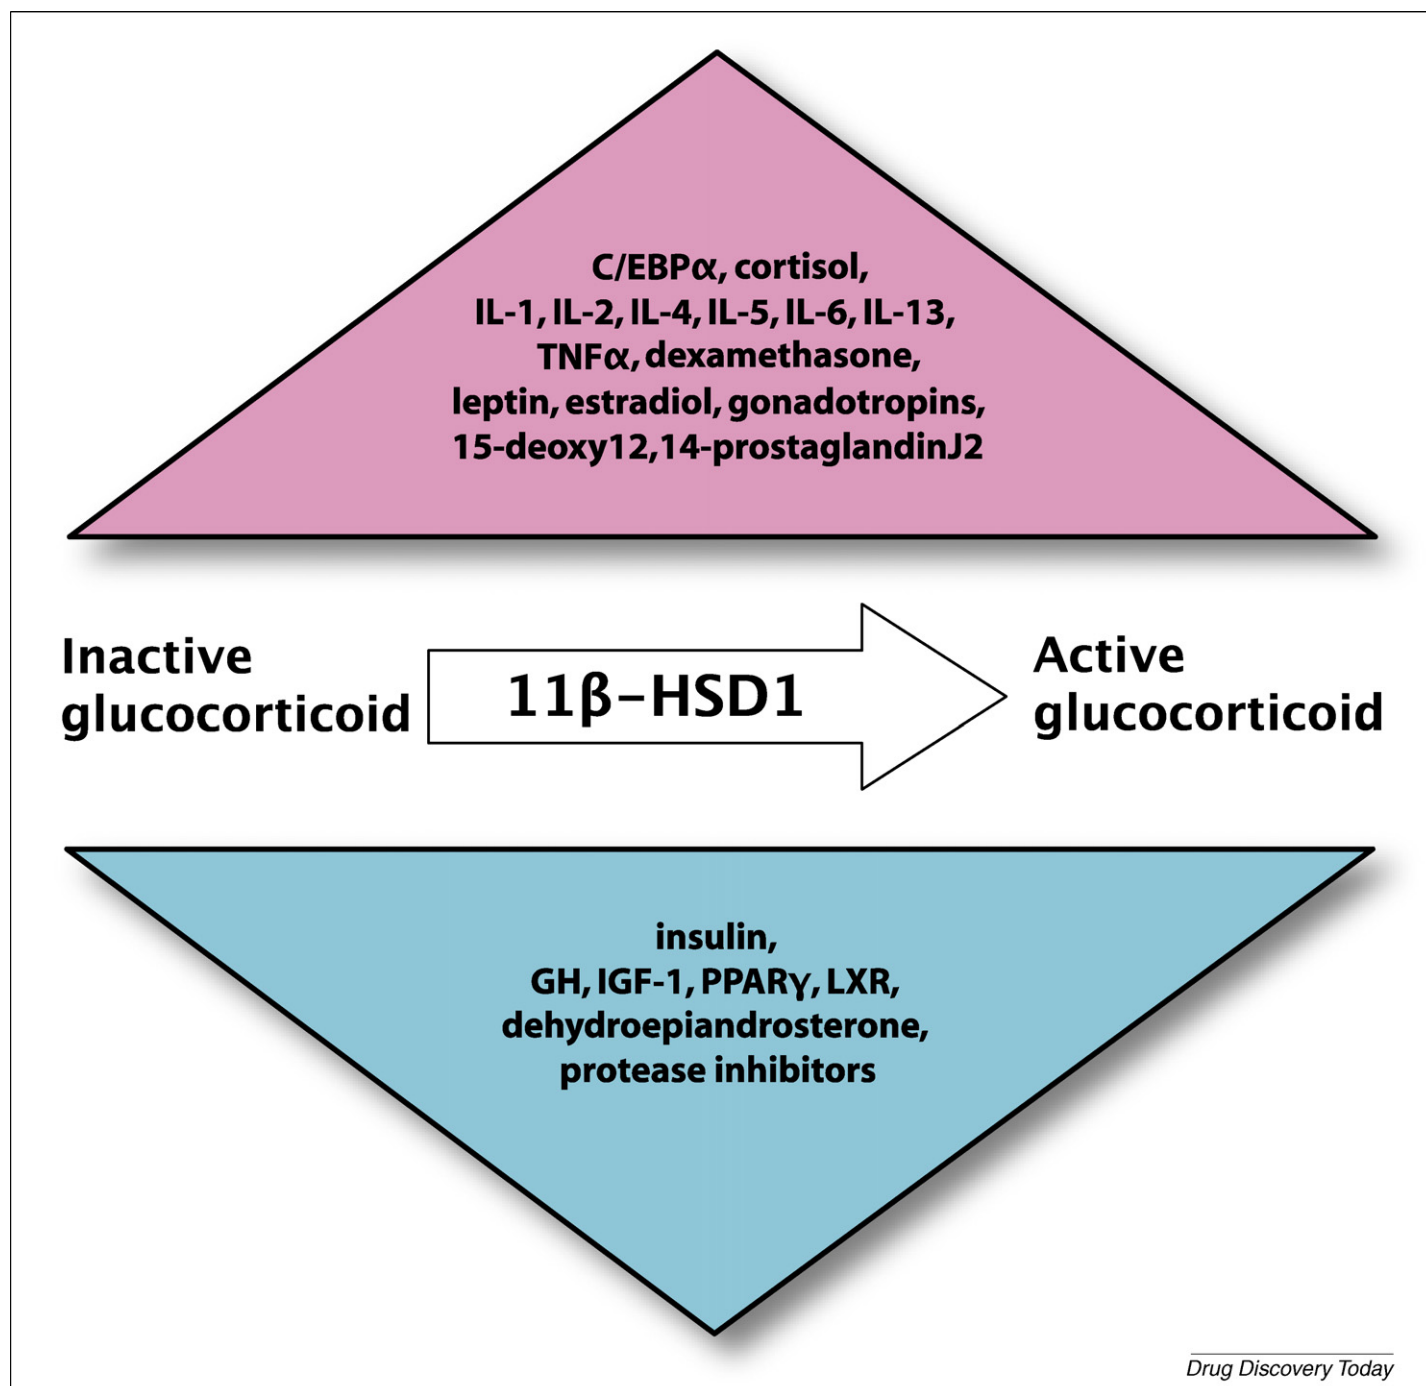 C/EBPα, cortisol,
IL-1, IL-2, IL-4, IL-5, IL-6, IL-13,
TNFα, dexamethasone,
leptin, estradiol, gonadotropins,
15-deoxy12,14-prostaglandinJ2
Inactive
glucocorticoid
11β–HSD1
Active
glucocorticoid
insulin,
GH, IGF-1, PPARγ, LXR,
dehydroepiandrosterone,
protease inhibitors
Drug Discovery Today